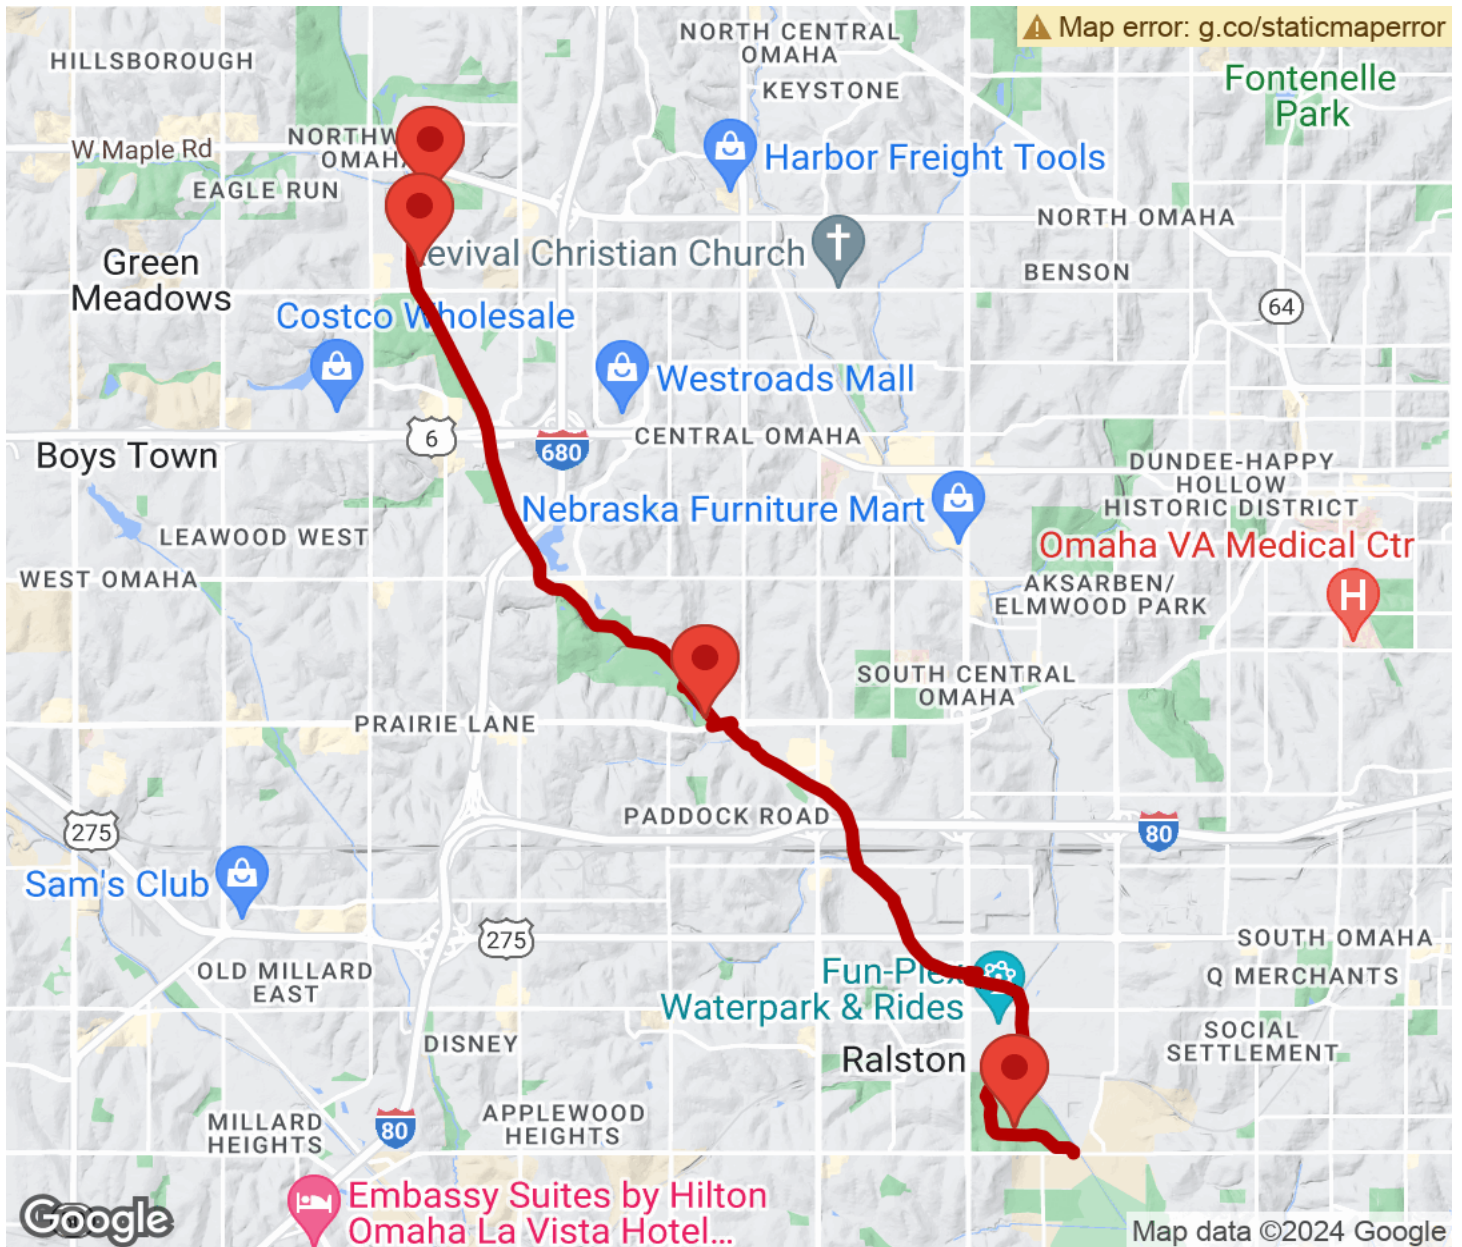 NORTH CENTRAL
OMAHA
Map error: g.co/staticmaperror
HILLSBOROUGH
KEYSTONE
Fontenelle
Park
W Maple Rd
NORTHW
OMAHA
Harbor Freight Tools
EAGLE RUN
NORTH OMAHA
evival Christian Church
Green
Meadows
BENSON
64
Costco Wholesale
Westroads Mall
6
CENTRAL OMAHA
680
Boys Town
DUNDEE-HAPPY
HOLLOW
HISTORIC DISTRICT
Nebraska Furniture Mart
LEAWOOD WEST
Omaha VA Medical Ctr
WEST OMAHA
AKSARBEN/
ELMWOOD PARK
H
SOUTH CENTRAL
OMAHA
PRAIRIE LANE
PADDOCK ROAD
275
80
Sam's Club
275
SOUTH OMAHA
OLD MILLARD
EAST
Fun-Plex
Waterpark & Rides
Q MERCHANTS
DISNEY
SOCIAL
SETTLEMENT
Ralston
MILLARD
HEIGHTS
80
APPLEWOOD
HEIGHTS
Embassy Suites by Hilton
Omaha La Vista Hotel...
Google
Map data ©2024 Google